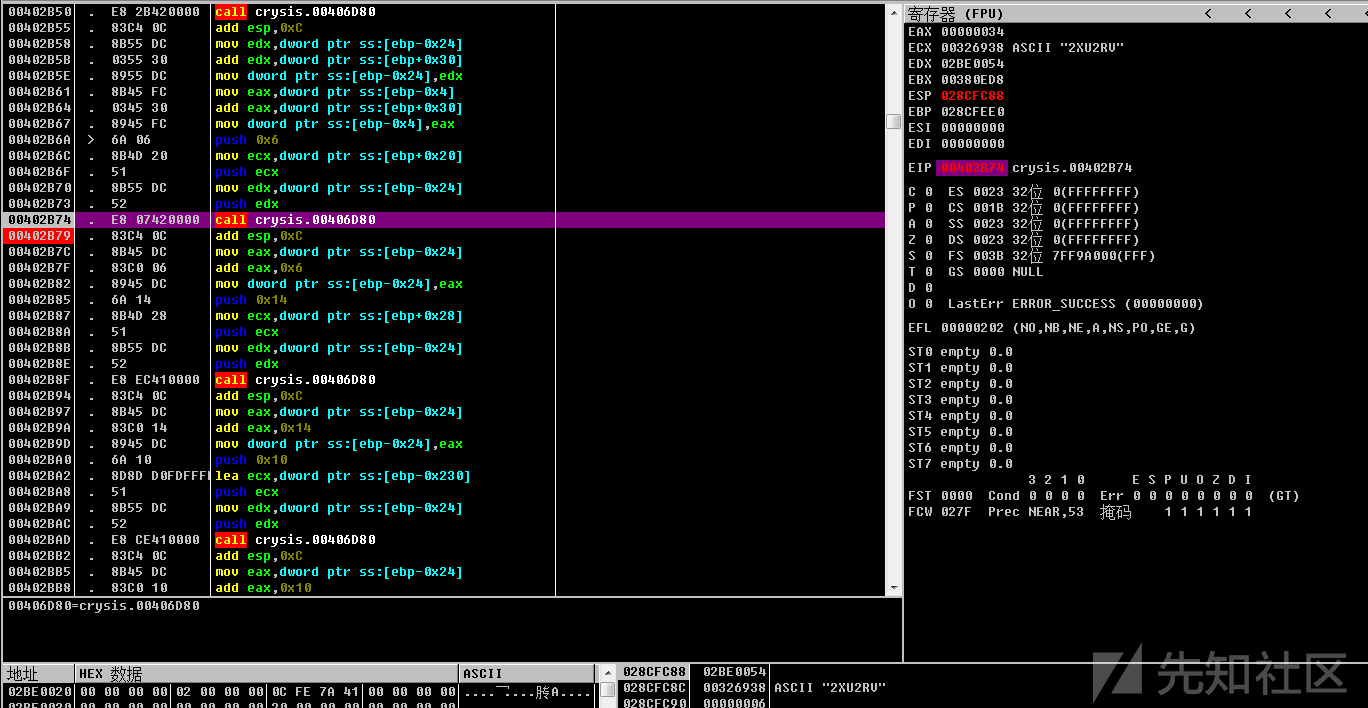 00402B50 . E8 2B420000 call crysis.00406D80
00402B55 . 83C4 0C add esp,0xC
00402B58 . 8B55 DC mov edx,dword ptr ss:[ebp-0x24]
00402B5B . 0355 30 add edx,dword ptr ss:[ebp+0x30]
00402B5E . 8955 DC mov dword ptr ss:[ebp-0x24],edx
00402B61 . 8B45 FC mov eax,dword ptr ss:[ebp-0x4]
00402B64 . 0345 30 add eax,dword ptr ss:[ebp+0x30]
00402B67 . 8945 FC mov dword ptr ss:[ebp-0x4],eax
00402B6A > 6A 06 push 0x6
00402B6C . 8B4D 20 mov ecx,dword ptr ss:[ebp+0x20]
00402B6F . 51 push ecx
00402B70 . 8B55 DC mov edx,dword ptr ss:[ebp-0x24]
00402B73 . 52 push edx
00402B74 . E8 07420000 call crysis.00406D80
00402B79 . 83C4 0C add esp,0xC
00402B7C . 8B45 DC mov eax,dword ptr ss:[ebp-0x24]
00402B7F . 83C0 06 add eax,0x6
00402B82 . 8945 DC mov dword ptr ss:[ebp-0x24],eax
00402B85 . 6A 14 push 0x14
00402B87 . 8B4D 28 mov ecx,dword ptr ss:[ebp+0x28]
00402B8A . 51 push ecx
00402B8B . 8B55 DC mov edx,dword ptr ss:[ebp-0x24]
00402B8E . 52 push edx
00402B8F . E8 EC410000 call crysis.00406D80
00402B94 . 83C4 0C add esp,0xC
00402B97 . 8B45 DC mov eax,dword ptr ss:[ebp-0x24]
00402B9A . 83C0 14 add eax,0x14
00402B9D . 8945 DC mov dword ptr ss:[ebp-0x24],eax
00402BA0 . 6A 10 push 0x10
00402BA2 . 8D8D D0FDFFF lea ecx,dword ptr ss:[ebp-0x230]
00402BA8 . 51 push ecx
00402BA9 . 8B55 DC mov edx,dword ptr ss:[ebp-0x24]
00402BAC . 52 push edx
00402BAD . E8 CE410000 call crysis.00406D80
00402BB2 . 83C4 0C add esp,0xC
00402BB5 . 8B45 DC mov eax,dword ptr ss:[ebp-0x24]
00402BB8 . 83C0 10 add eax,0x10
00406D80=crysis.00406D80
寄存器 (FPU) < < < <
EAX 00000034
ECX 00326938 ASCII "2XU2RV"
EDX 02BE0054
EBX 00380ED8
ESP 028CFC88
EBP 028CFEE0
ESI 00000000
EDI 00000000
EIP 00402B74 crysis.00402B74
C 0 ES 0023 32位 0(FFFFFFFF)
P 0 CS 001B 32位 0(FFFFFFFF)
A 0 SS 0023 32位 0(FFFFFFFF)
Z 0 DS 0023 32位 0(FFFFFFFF)
S 0 FS 003B 32位 7FF9A000(FFF)
T 0 GS 0000 NULL
D 0
O 0 LastErr ERROR_SUCCESS (00000000)
EFL 00000202 (NO,NB,NE,A,NS,PO,GE,G)
ST0 empty 0.0
ST1 empty 0.0
ST2 empty 0.0
ST3 empty 0.0
ST4 empty 0.0
ST5 empty 0.0
ST6 empty 0.0
ST7 empty 0.0
3 2 1 0 E S P U O Z D I
FST 0000 Cond 0 0 0 0 Err 0 0 0 0 0 0 0 0 (GT)
FCW 027F Prec NEAR,53 掩码 1 1 1 1 1 1
地址 HEX 数据 ASCII
02BE0020 00 00 00 00 02 00 00 00 0C FE 7A 41 00 00 00 00
028CFC88 02BE0054
028CFC8C 00326938 ASCII "2XU2RV"
028CFC90 00000006
先知社区